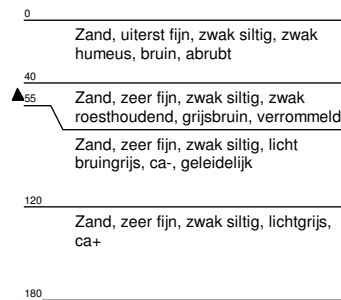 0
Zand, uiterst fijn, zwak siltig, zwak
humeus, bruin, abrubt
40
Zand, zeer fijn, zwak siltig, zwak
roesthoudend, grijsbruin, verrommeld
55
Zand, zeer fijn, zwak siltig, licht
bruingrijs, ca-, geleidelijk
120
Zand, zeer fijn, zwak siltig, lichtgrijs,
ca+
180